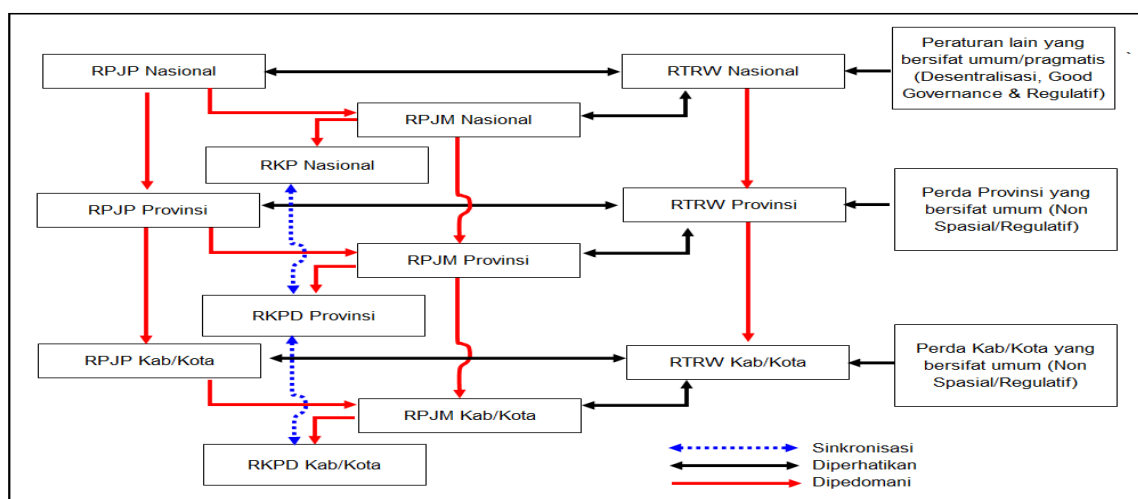 RPJP Nasional
RTRW Nasional
Peraturan lain yang
bersifat umum/pragmatis
(Desentralisasi, Good
Governance & Regulatif)
`
RPJM Nasional
RKP Nasional
RPJP Provinsi
RTRW Provinsi
Perda Provinsi yang
bersifat umum (Non
Spasial/Regulatif)
RPJM Provinsi
RKPD Provinsi
RPJP Kab/Kota
RTRW Kab/Kota
Perda Kab/Kota yang
bersifat umum (Non
Spasial/Regulatif)
RPJM Kab/Kota
RKPD Kab/Kota
Sinkronisasi
Diperhatikan
Dipedomani